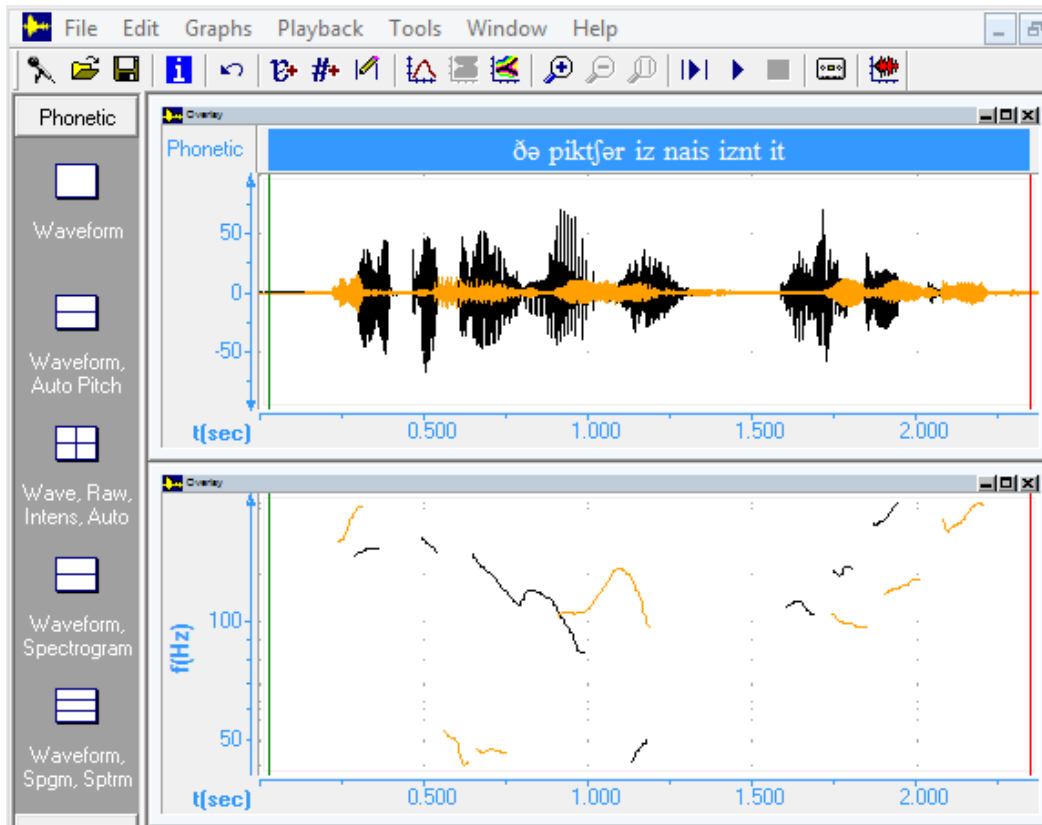 File Edit Graphs Playback Tools Window Help
Phonetic
Waveform
Waveform,
Auto Pitch
Wave, Raw,
Intens, Auto
Waveform,
Spectrogram
Waveform,
Spgm, Sptrm
Overlay
Phonetic
ðə piktʃər iz nais iznt it
50
0
-50
t(sec) 0.500 1.000 1.500 2.000
Overlay
f(Hz)
100
50
t(sec) 0.500 1.000 1.500 2.000